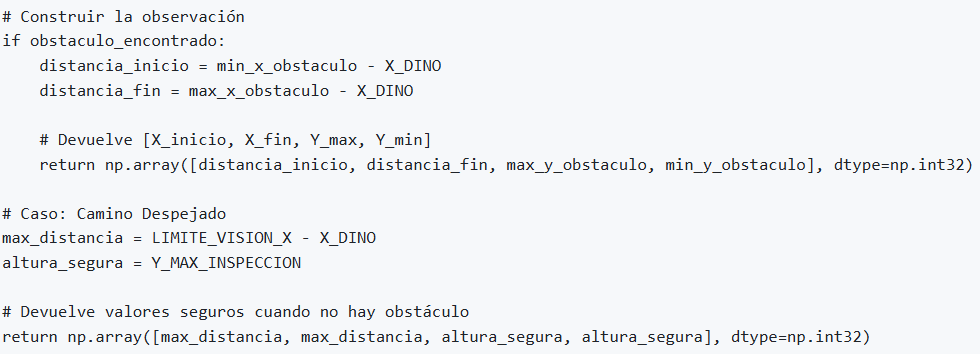 # Construir la observación
if obstaculo_encontrado:
    distancia_inicio = min_x_obstaculo - X_DINO
    distancia_fin = max_x_obstaculo - X_DINO

    # Devuelve [X_inicio, X_fin, Y_max, Y_min]
    return np.array([distancia_inicio, distancia_fin, max_y_obstaculo, min_y_obstaculo], dtype=np.int32)

# Caso: Camino Despejado
max_distancia = LIMITE_VISION_X - X_DINO
altura_segura = Y_MAX_INSPECCION

# Devuelve valores seguros cuando no hay obstáculo
return np.array([max_distancia, max_distancia, altura_segura, altura_segura], dtype=np.int32)